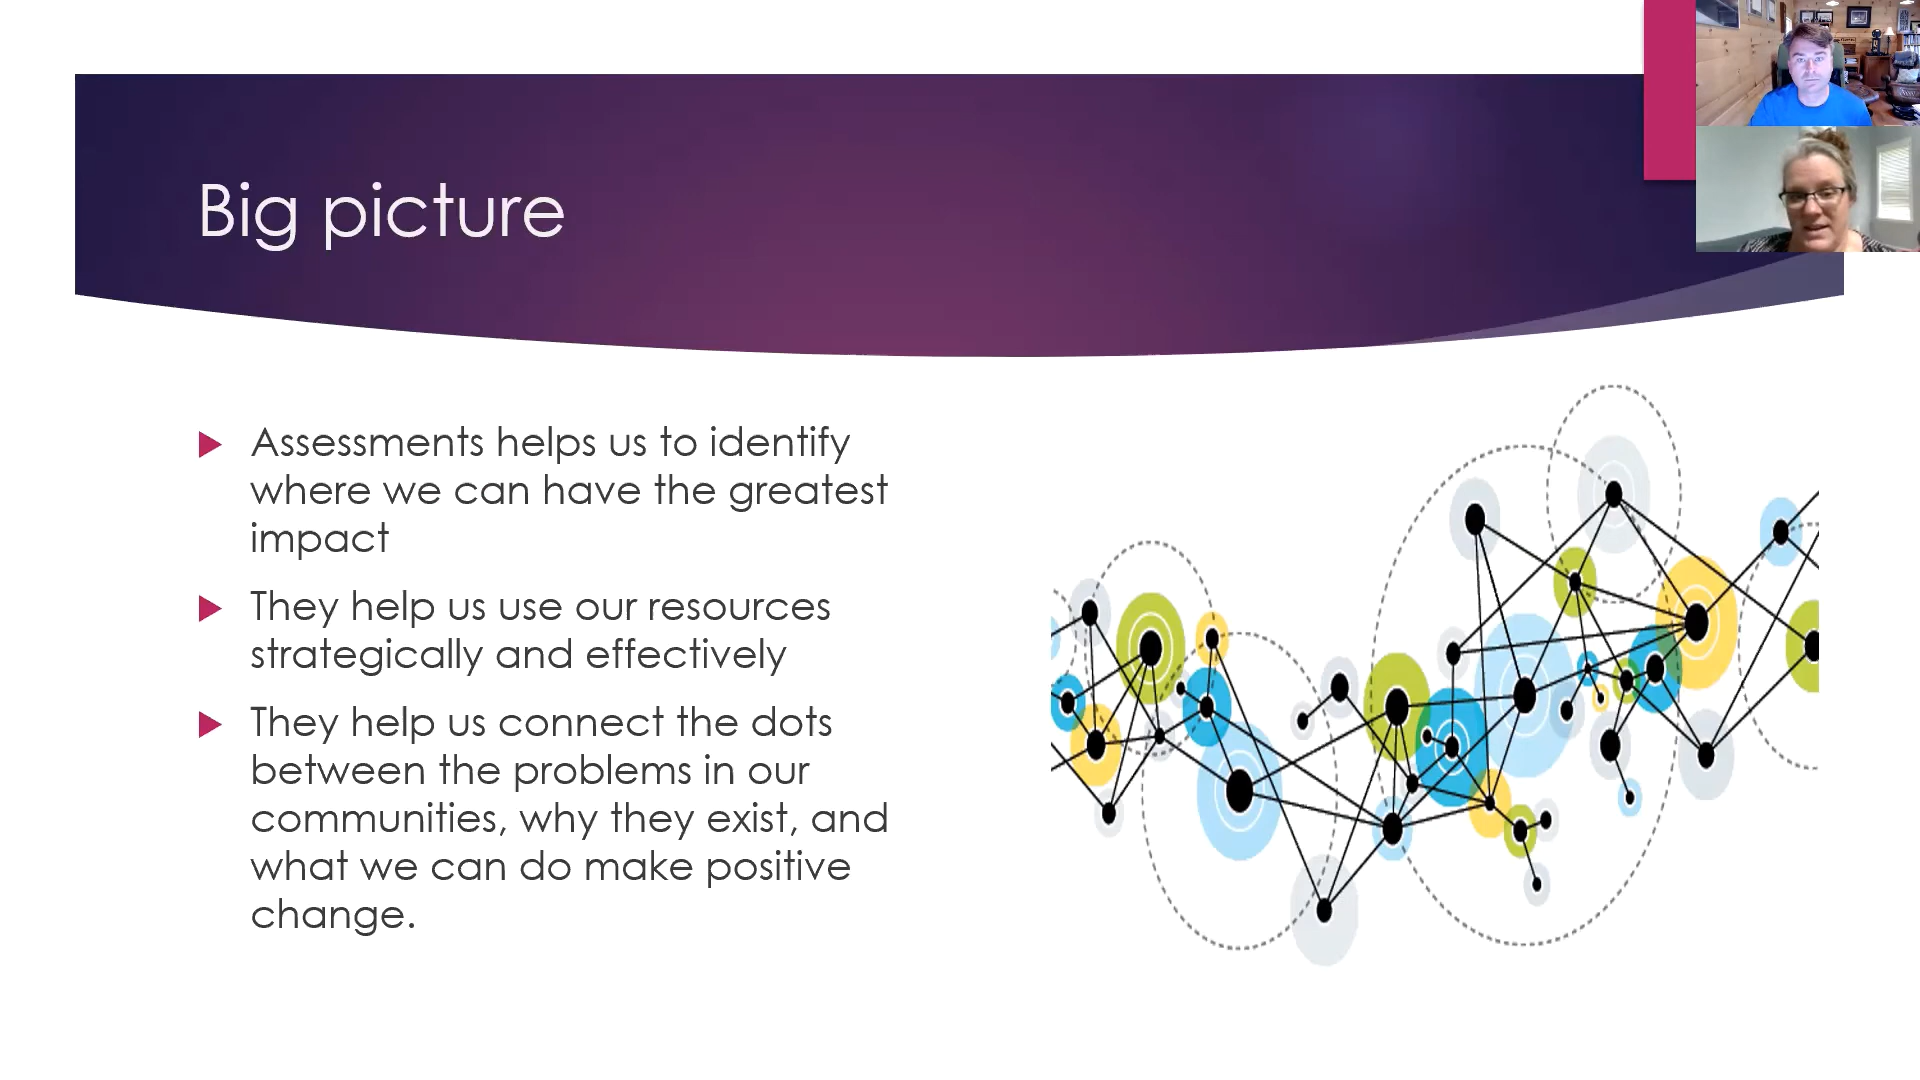 Big picture
Assessments helps us to identify
where we can have the greatest
impact
They help us use our resources
strategically and effectively
They help us connect the dots
between the problems in our
communities, why they exist, and
what we can do make positive
change.